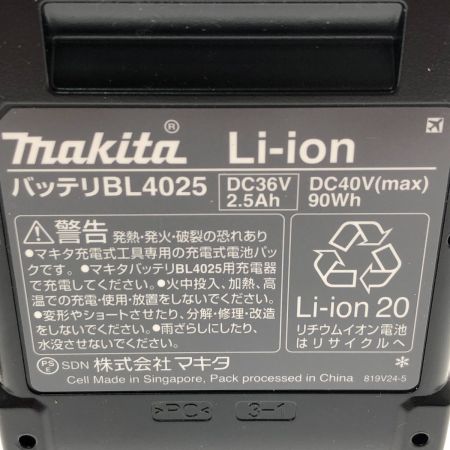 makita® Li-ion
バッテリBL4025 DC36V 2.5Ah DC40V(max) 90Wh
⚠警告 発熱・発火・破裂の恐れあり
●マキタ充電式工具専用の充電式電池パッ
クです。●マキタバッテリBL4025用充電器
で充電してください。●火中投入、加熱、高
温での充電・使用・放置をしないでください。
●変形やショートさせたり、分解・修理・改造
をしないでください。●雨ざらしにしたり、
水没させないでください。
Li-ion 20
リチウムイオン電池
はリサイクルへ
PS E SDN 株式会社 マキタ
Cell Made in Singapore, Pack processed in China 819V24-5
>PC< 3-1